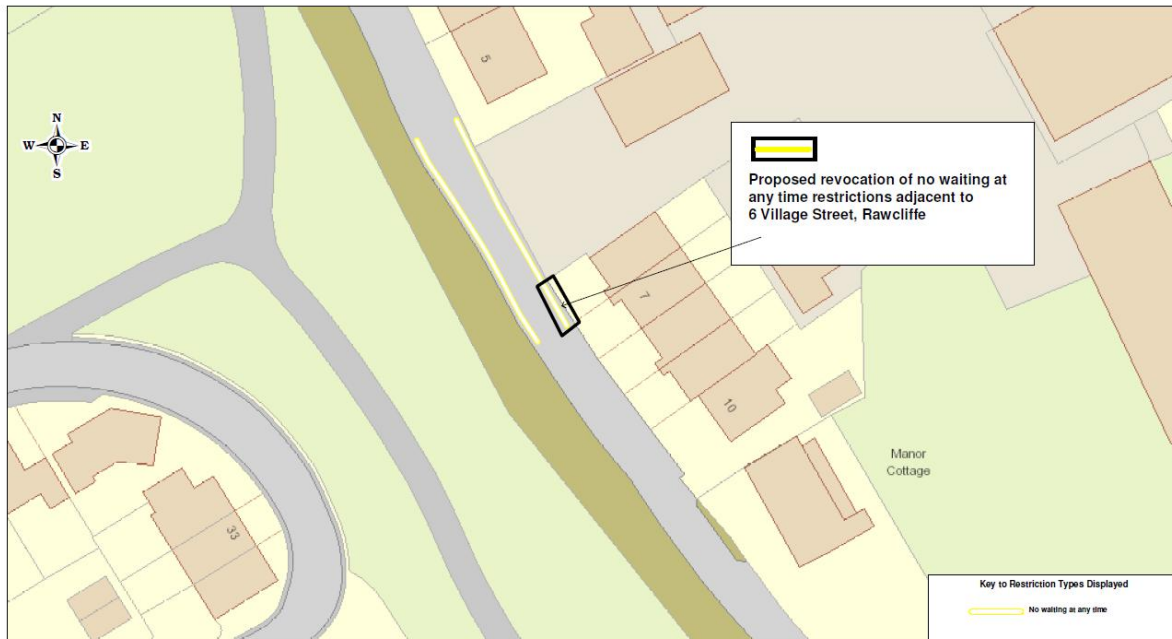 N
W E
S
5
Proposed revocation of no waiting at
any time restrictions adjacent to
6 Village Street, Rawcliffe
7
10
Manor
Cottage
33
Key to Restriction Types Displayed
No waiting at any time